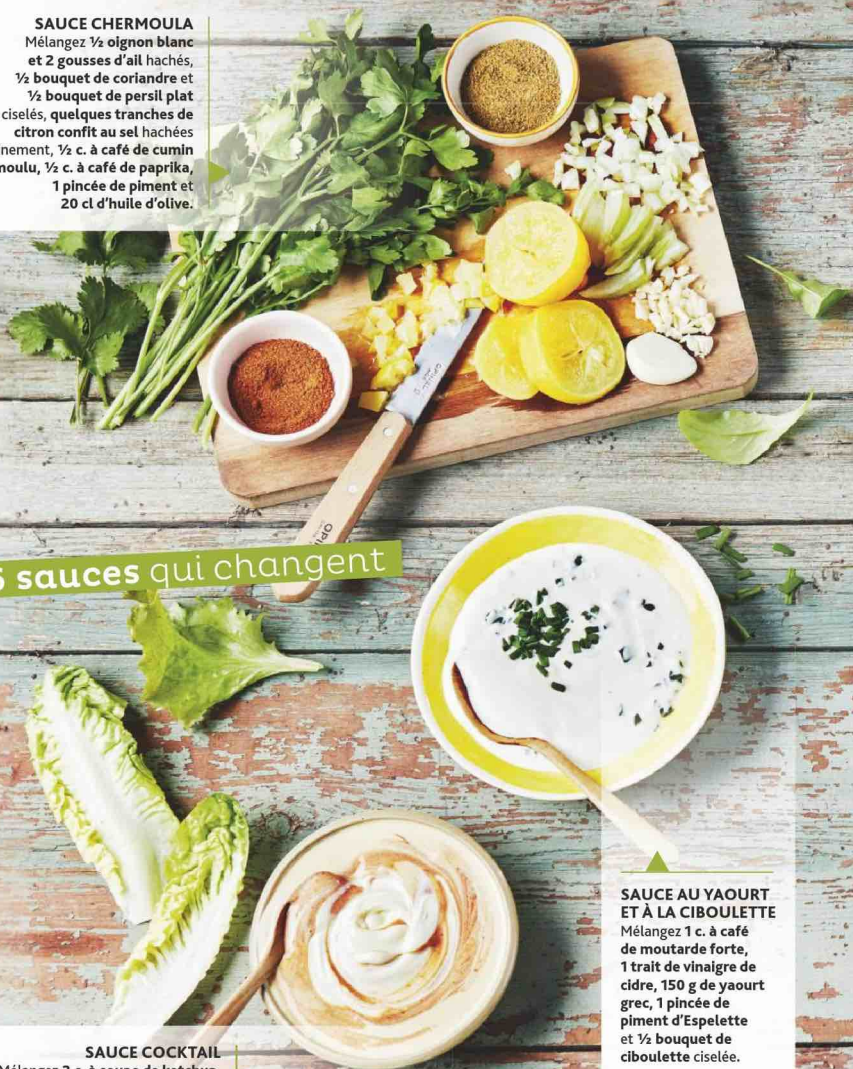 SAUCE CHERMOULA
Mélangez ½ oignon blanc
et 2 gousses d'ail hachés,
½ bouquet de coriandre et
½ bouquet de persil plat
ciselés, quelques tranches de
citron confit au sel hachées
nement, ½ c. à café de cumin
moulu, ½ c. à café de paprika,
1 pincée de piment et
20 cl d'huile d'olive.
OPINEL
sauces qui changent
SAUCE AU YAOURT
ET À LA CIBOULETTE
Mélangez 1 c. à café
de moutarde forte,
1 trait de vinaigre de
cidre, 150 g de yaourt
grec, 1 pincée de
piment d'Espelette
et ½ bouquet de
ciboulette ciselée.
SAUCE COCKTAIL